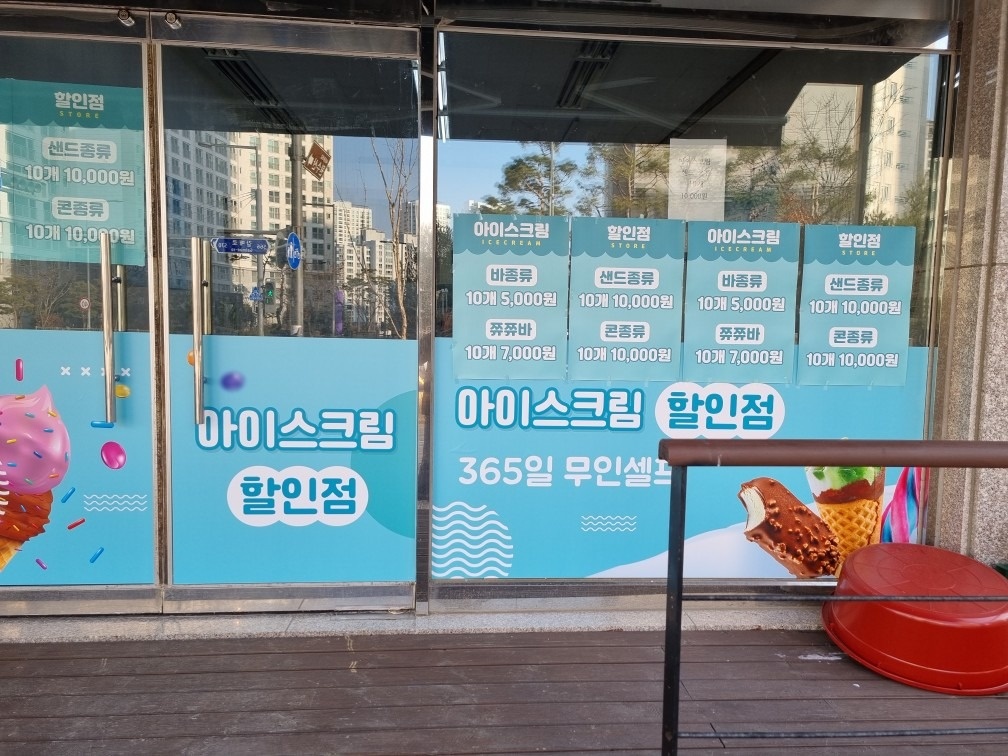 할인점
STORE
샌드종류
10개 10,000원
콘종류
10개 10,000원
아이스크림
ICECREAM
바종류
10개 5,000원
쮸쮸바
10개 7,000원
할인점
STORE
샌드종류
10개 10,000원
콘종류
10개 10,000원
아이스크림
ICECREAM
바종류
10개 5,000원
쮸쮸바
10개 7,000원
할인점
STORE
샌드종류
10개 10,000원
콘종류
10개 10,000원
아이스크림
할인점
아이스크림 할인점
365일 무인셀프